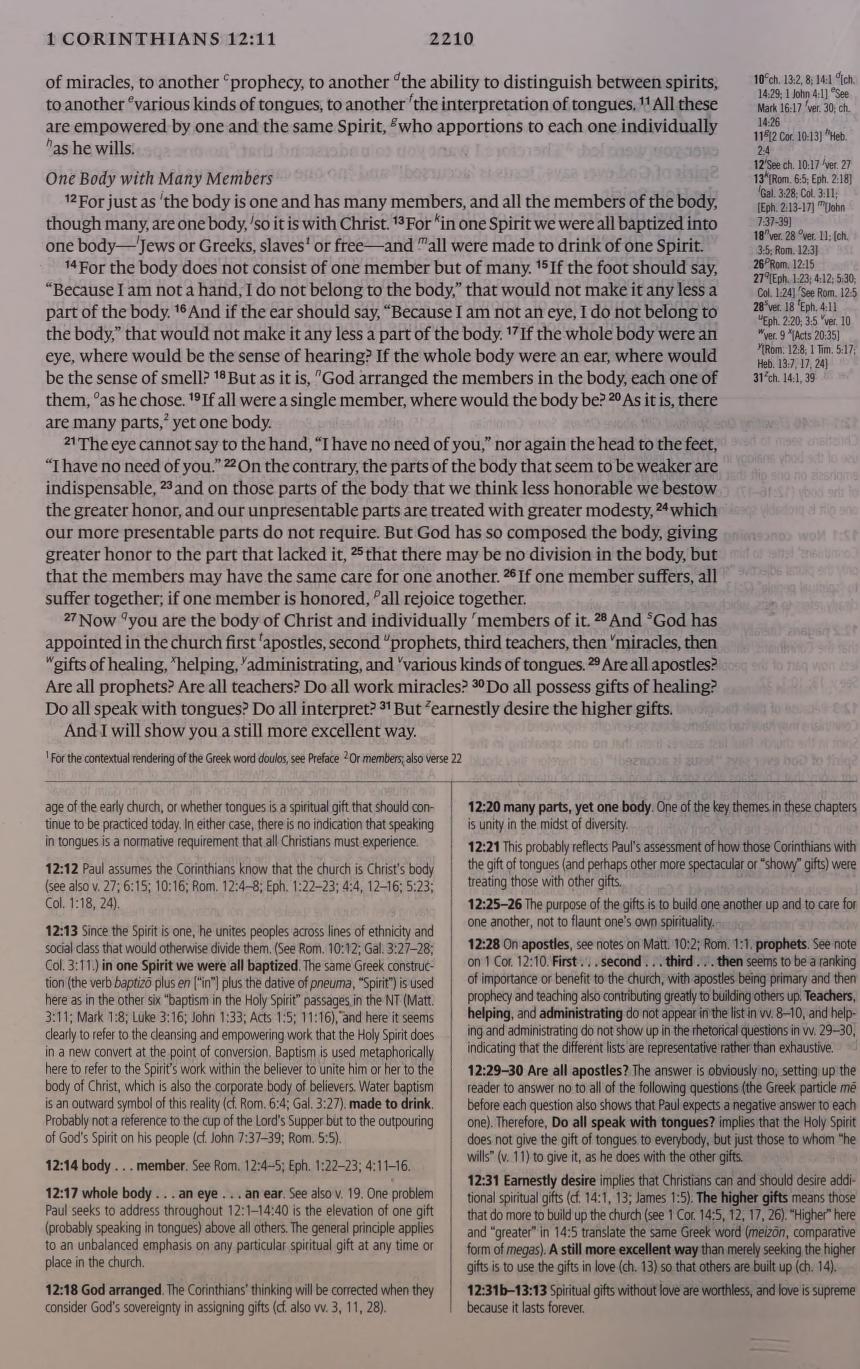 1 CORINTHIANS 12:11
2210
of miracles, to another ᶜprophecy, to another ᵈthe ability to distinguish between spirits,
to another ᵉvarious kinds of tongues, to another ᶠthe interpretation of tongues. ¹¹ All these
are empowered by one and the same Spirit, ᵍwho apportions to each one individually
ʰas he wills.
One Body with Many Members
¹² For just as ⁱthe body is one and has many members, and all the members of the body,
though many, are one body, ʲso it is with Christ. ¹³ For ᵏin one Spirit we were all baptized into
one body—ˡJews or Greeks, slaves¹ or free—and ᵐall were made to drink of one Spirit.
¹⁴ For the body does not consist of one member but of many. ¹⁵ If the foot should say,
“Because I am not a hand, I do not belong to the body,” that would not make it any less a
part of the body. ¹⁶ And if the ear should say, “Because I am not an eye, I do not belong to
the body,” that would not make it any less a part of the body. ¹⁷ If the whole body were an
eye, where would be the sense of hearing? If the whole body were an ear, where would
be the sense of smell? ¹⁸ But as it is, ⁿGod arranged the members in the body, each one of
them, ᵒas he chose. ¹⁹ If all were a single member, where would the body be? ²⁰ As it is, there
are many parts,² yet one body.
²¹ The eye cannot say to the hand, “I have no need of you,” nor again the head to the feet,
“I have no need of you.” ²² On the contrary, the parts of the body that seem to be weaker are
indispensable, ²³ and on those parts of the body that we think less honorable we bestow
the greater honor, and our unpresentable parts are treated with greater modesty, ²⁴ which
our more presentable parts do not require. But God has so composed the body, giving
greater honor to the part that lacked it, ²⁵ that there may be no division in the body, but
that the members may have the same care for one another. ²⁶ If one member suffers, all
suffer together; if one member is honored, ᵖall rejoice together.
²⁷ Now ᑫyou are the body of Christ and individually ʳmembers of it. ²⁸ And ˢGod has
appointed in the church first ᵗapostles, second ᵘprophets, third teachers, then ᵛmiracles, then
ʷgifts of healing, ˣhelping, ʸadministrating, and ᵛvarious kinds of tongues. ²⁹ Are all apostles?
Are all prophets? Are all teachers? Do all work miracles? ³⁰ Do all possess gifts of healing?
Do all speak with tongues? Do all interpret? ³¹ But ᶻearnestly desire the higher gifts.
And I will show you a still more excellent way.
¹ For the contextual rendering of the Greek word doulos, see Preface ² Or members; also verse 22
10 ᶜch. 13:2, 8; 14:1 ᵈ[ch.
14:29; 1 John 4:1] ᵉSee
Mark 16:17 ᶠver. 30; ch.
14:26
11 ᵍ[2 Cor. 10:13] ʰHeb.
2:4
12 ⁱSee ch. 10:17 ʲver. 27
13 ᵏ[Rom. 6:5; Eph. 2:18]
ˡGal. 3:28; Col. 3:11;
[Eph. 2:13-17] ᵐ[John
7:37-39]
18 ⁿver. 28 ᵒver. 11; [ch.
3:5; Rom. 12:3]
26 ᵖRom. 12:15
27 ᑫ[Eph. 1:23; 4:12; 5:30;
Col. 1:24] ʳSee Rom. 12:5
28 ˢver. 18 ᵗEph. 4:11
ᵘEph. 2:20; 3:5 ᵛver. 10
ʷver. 9 ˣ[Acts 20:35]
ʸ[Rom. 12:8; 1 Tim. 5:17;
Heb. 13:7, 17, 24]
31 ᶻch. 14:1, 39
age of the early church, or whether tongues is a spiritual gift that should con-
tinue to be practiced today. In either case, there is no indication that speaking
in tongues is a normative requirement that all Christians must experience.
12:12 Paul assumes the Corinthians know that the church is Christ's body
(see also v. 27; 6:15; 10:16; Rom. 12:4–8; Eph. 1:22–23; 4:4, 12–16; 5:23;
Col. 1:18, 24).
12:13 Since the Spirit is one, he unites peoples across lines of ethnicity and
social class that would otherwise divide them. (See Rom. 10:12; Gal. 3:27–28;
Col. 3:11.) in one Spirit we were all baptized. The same Greek construc-
tion (the verb baptizō plus en [“in”] plus the dative of pneuma, “Spirit”) is used
here as in the other six “baptism in the Holy Spirit” passages in the NT (Matt.
3:11; Mark 1:8; Luke 3:16; John 1:33; Acts 1:5; 11:16), and here it seems
clearly to refer to the cleansing and empowering work that the Holy Spirit does
in a new convert at the point of conversion. Baptism is used metaphorically
here to refer to the Spirit's work within the believer to unite him or her to the
body of Christ, which is also the corporate body of believers. Water baptism
is an outward symbol of this reality (cf. Rom. 6:4; Gal. 3:27). made to drink.
Probably not a reference to the cup of the Lord's Supper but to the outpouring
of God's Spirit on his people (cf. John 7:37–39; Rom. 5:5).
12:14 body . . . member. See Rom. 12:4–5; Eph. 1:22–23; 4:11–16.
12:17 whole body . . . an eye . . . an ear. See also v. 19. One problem
Paul seeks to address throughout 12:1–14:40 is the elevation of one gift
(probably speaking in tongues) above all others. The general principle applies
to an unbalanced emphasis on any particular spiritual gift at any time or
place in the church.
12:18 God arranged. The Corinthians' thinking will be corrected when they
consider God's sovereignty in assigning gifts (cf. also vv. 3, 11, 28).
12:20 many parts, yet one body. One of the key themes in these chapters
is unity in the midst of diversity.
12:21 This probably reflects Paul's assessment of how those Corinthians with
the gift of tongues (and perhaps other more spectacular or “showy” gifts) were
treating those with other gifts.
12:25–26 The purpose of the gifts is to build one another up and to care for
one another, not to flaunt one's own spirituality.
12:28 On apostles, see notes on Matt. 10:2; Rom. 1:1. prophets. See note
on 1 Cor. 12:10. First . . . second . . . third . . . then seems to be a ranking
of importance or benefit to the church, with apostles being primary and then
prophecy and teaching also contributing greatly to building others up. Teachers,
helping, and administrating do not appear in the list in vv. 8–10, and help-
ing and administrating do not show up in the rhetorical questions in vv. 29–30,
indicating that the different lists are representative rather than exhaustive.
12:29–30 Are all apostles? The answer is obviously no, setting up the
reader to answer no to all of the following questions (the Greek particle mē
before each question also shows that Paul expects a negative answer to each
one). Therefore, Do all speak with tongues? implies that the Holy Spirit
does not give the gift of tongues to everybody, but just those to whom “he
wills” (v. 11) to give it, as he does with the other gifts.
12:31 Earnestly desire implies that Christians can and should desire addi-
tional spiritual gifts (cf. 14:1, 13; James 1:5). The higher gifts means those
that do more to build up the church (see 1 Cor. 14:5, 12, 17, 26). “Higher” here
and “greater” in 14:5 translate the same Greek word (meizōn, comparative
form of megas). A still more excellent way than merely seeking the higher
gifts is to use the gifts in love (ch. 13) so that others are built up (ch. 14).
12:31b–13:13 Spiritual gifts without love are worthless, and love is supreme
because it lasts forever.